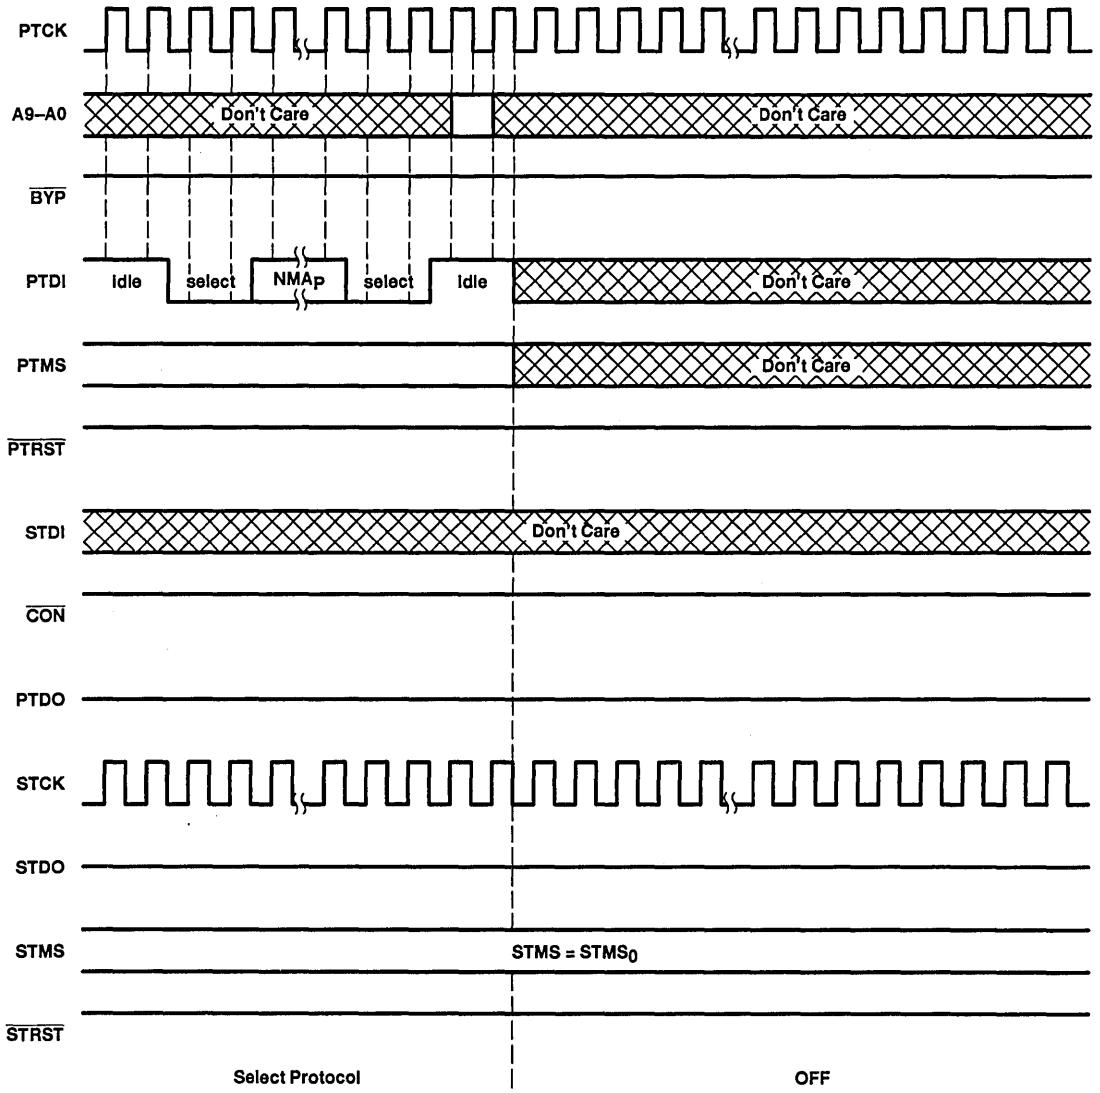 PTCK
A9–A0 Don't Care Don't Care
BYP
PTDI idle select NMAP select idle Don't Care
PTMS Don't Care
PTRST
STDI Don't Care
CON
PTDO
STCK
STDO
STMS STMS = STMS0
STRST
Select Protocol OFF